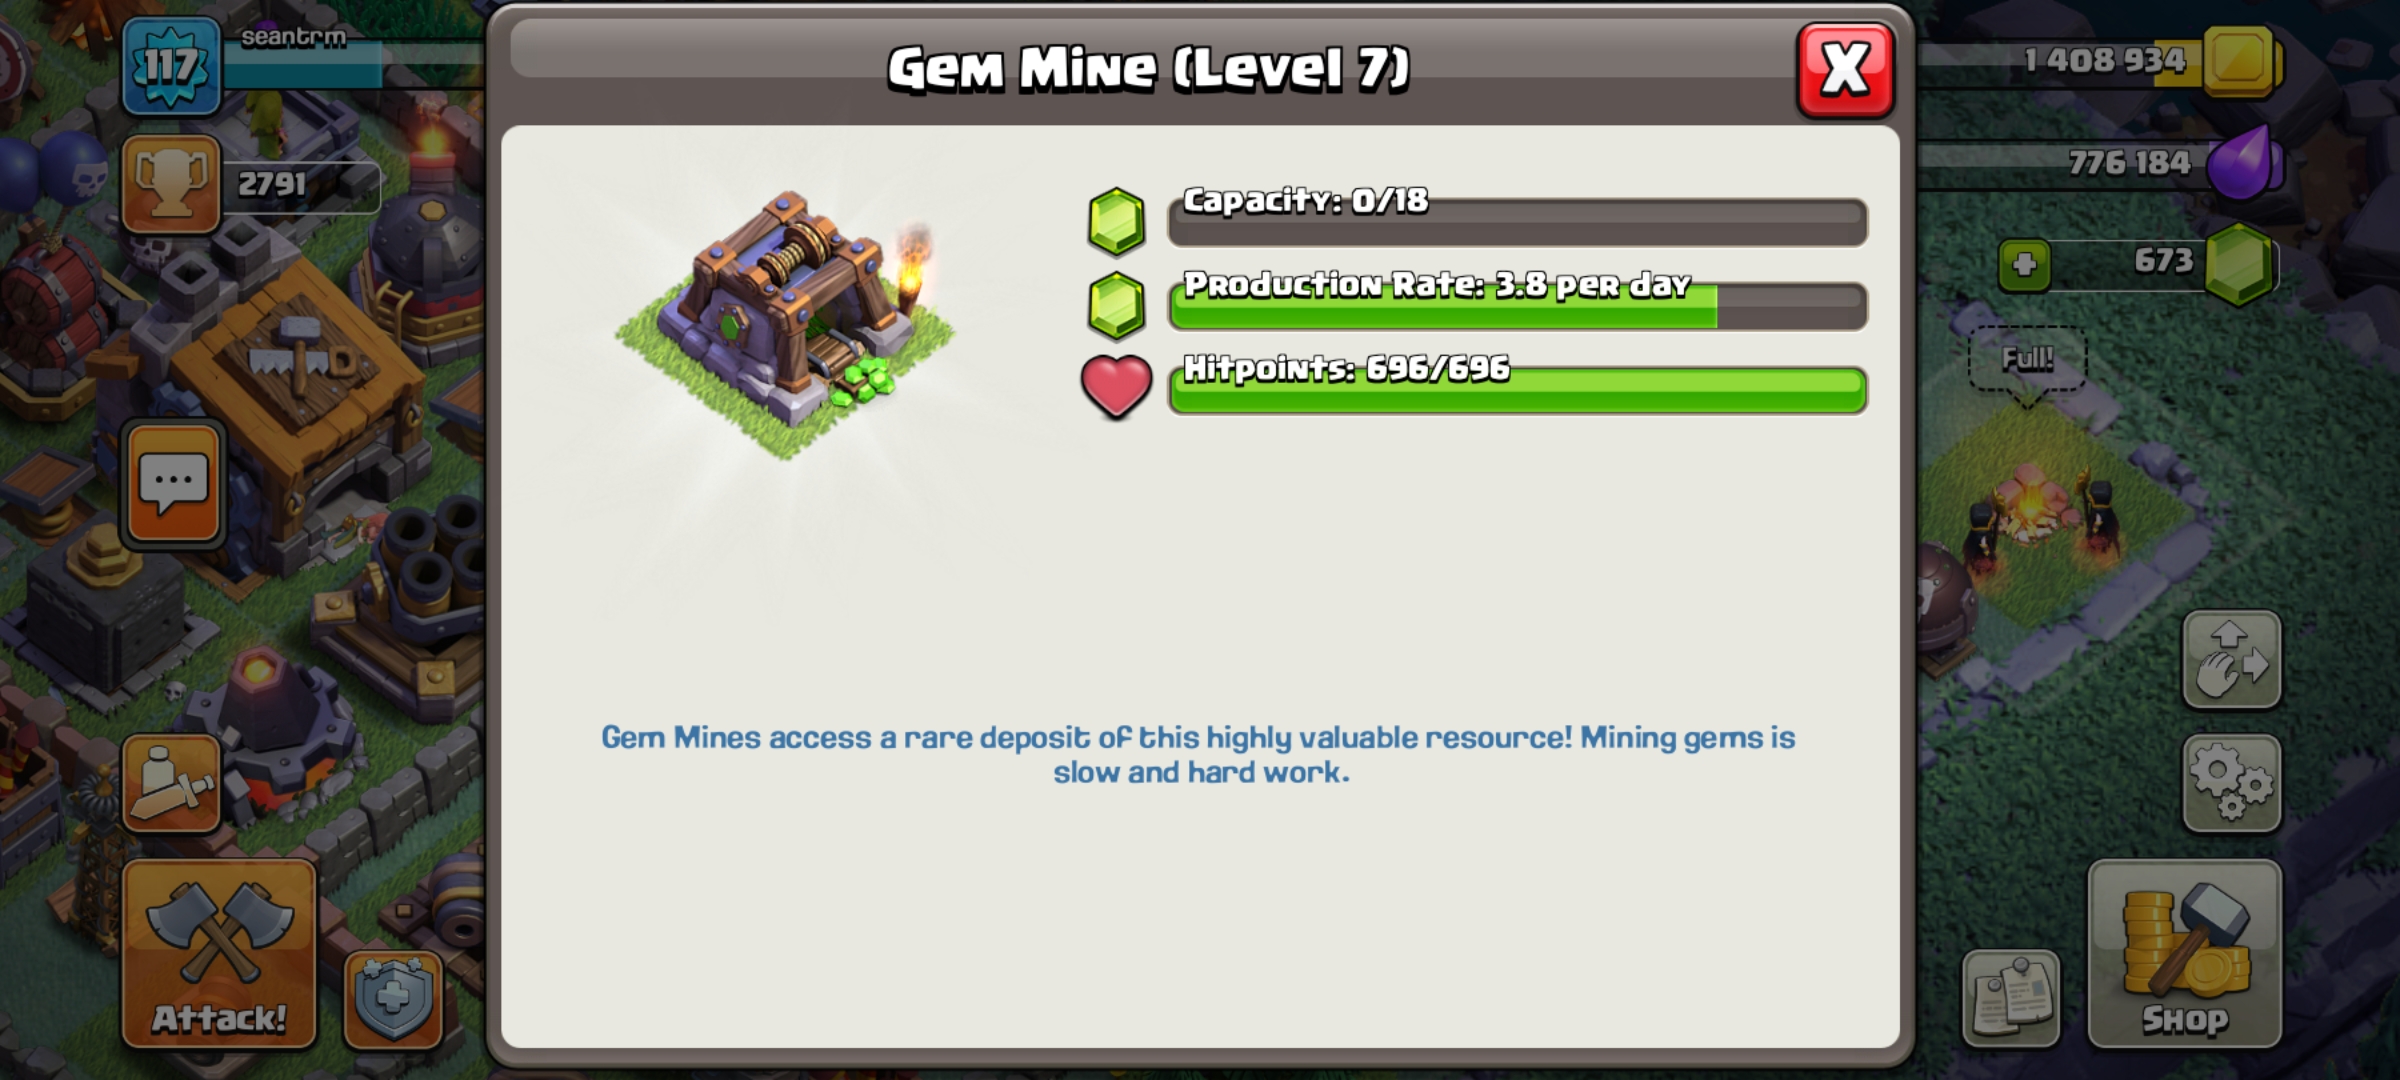 117
seantrm
Gem Mine (Level 7)
X
1 408 934
2791
776 184
Capacity: 0/18
673
Production Rate: 3.8 per day
Full!
Hitpoints: 696/696
Gem Mines access a rare deposit of this highly valuable resource! Mining gems is
slow and hard work.
Attack!
Shop